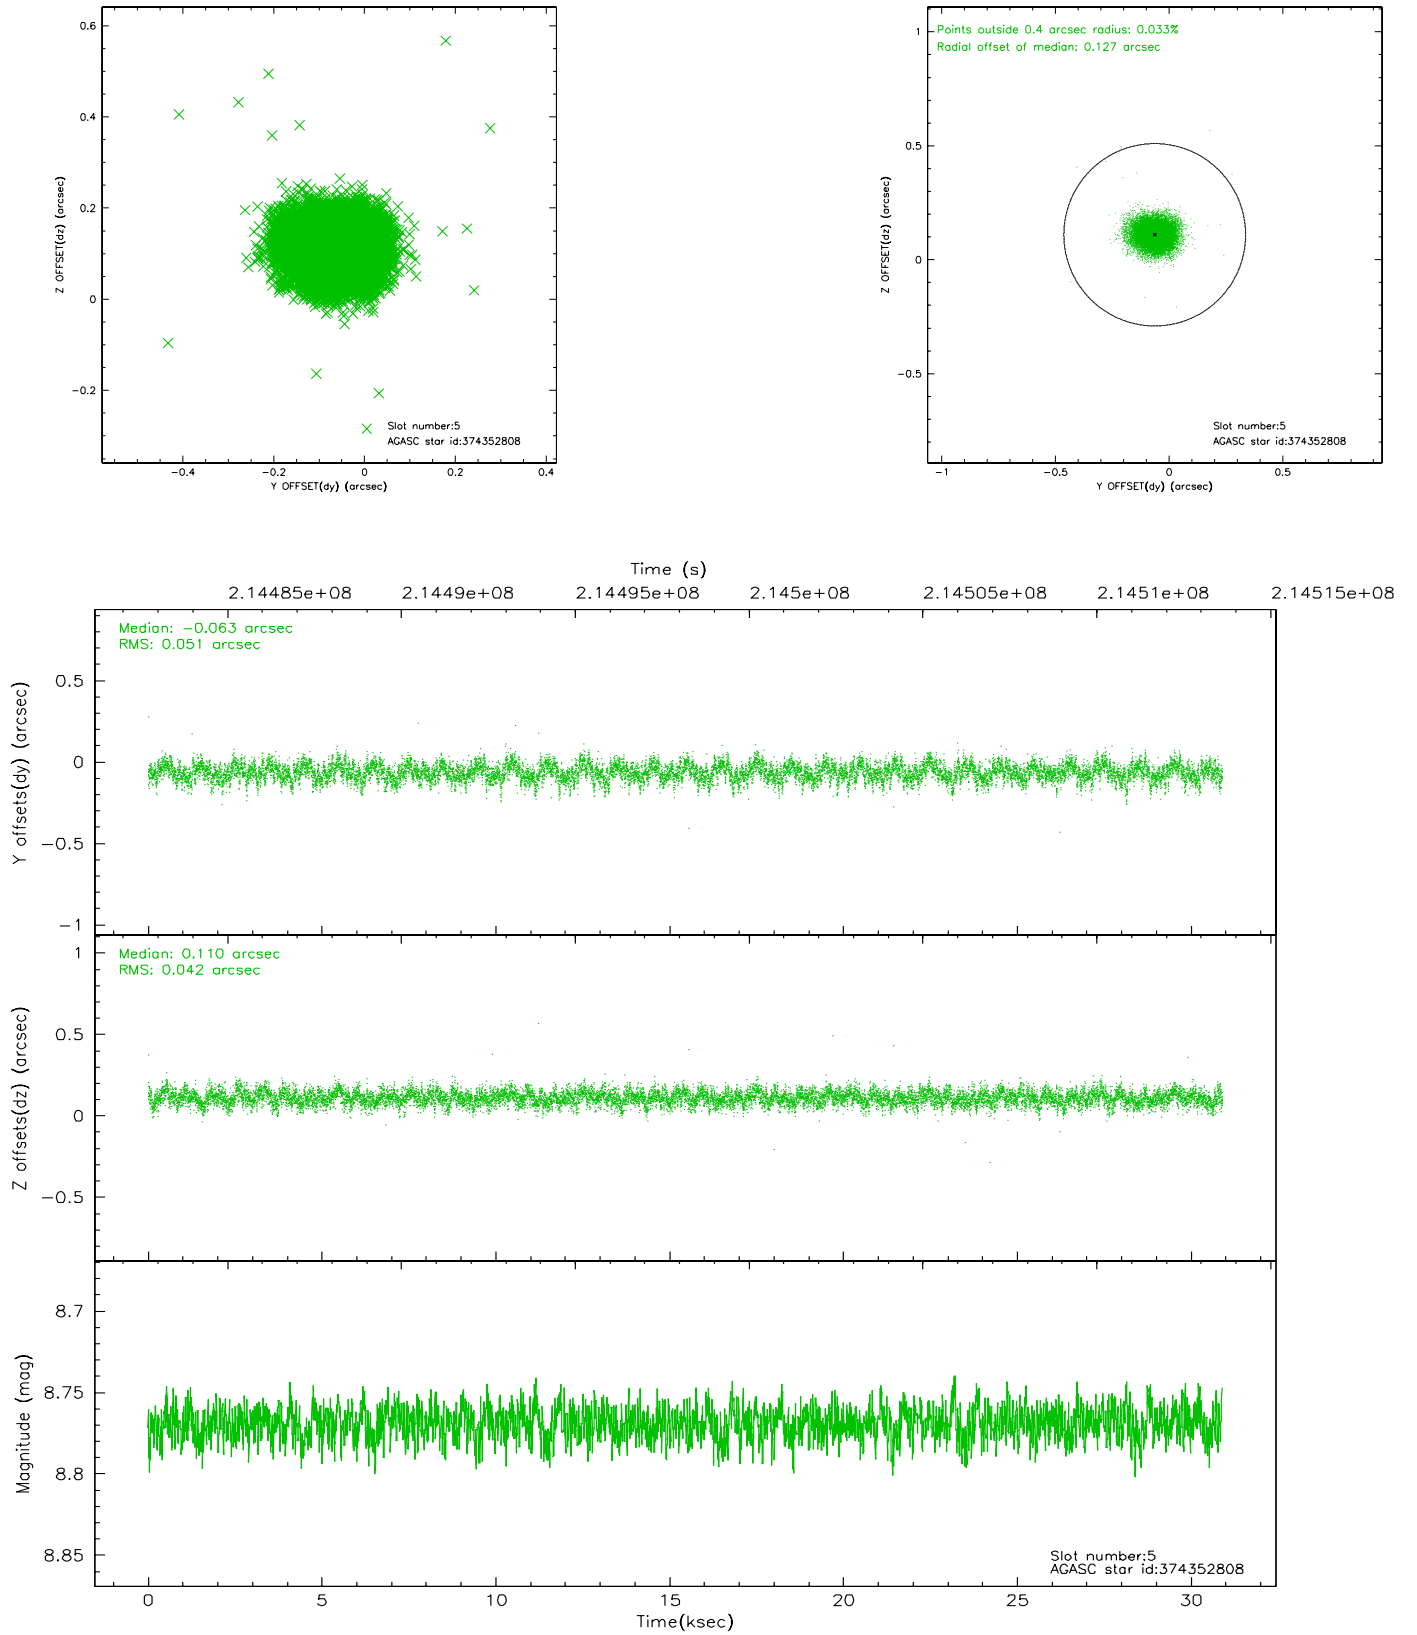 0.6
0.4
0.2
0
−0.2
Z OFFSET(dz) (arcsec)
Slot number:5
AGASC star id:374352808
−0.4 −0.2 0 0.2 0.4
Y OFFSET(dy) (arcsec)
Points outside 0.4 arcsec radius: 0.033%
Radial offset of median: 0.127 arcsec
1
0.5
0
−0.5
Z OFFSET(dz) (arcsec)
Slot number:5
AGASC star id:374352808
−1 −0.5 0 0.5
Y OFFSET(dy) (arcsec)
Time (s)
2.14485e+08 2.1449e+08 2.14495e+08 2.145e+08 2.14505e+08 2.1451e+08 2.14515e+08
Median: −0.063 arcsec
RMS: 0.051 arcsec
0.5
0
−0.5
−1
Y offsets(dy) (arcsec)
Median: 0.110 arcsec
RMS: 0.042 arcsec
1
0.5
0
−0.5
Z offsets(dz) (arcsec)
8.7
8.75
8.8
8.85
Magnitude (mag)
Slot number:5
AGASC star id:374352808
0 5 10 15 20 25 30
Time(ksec)